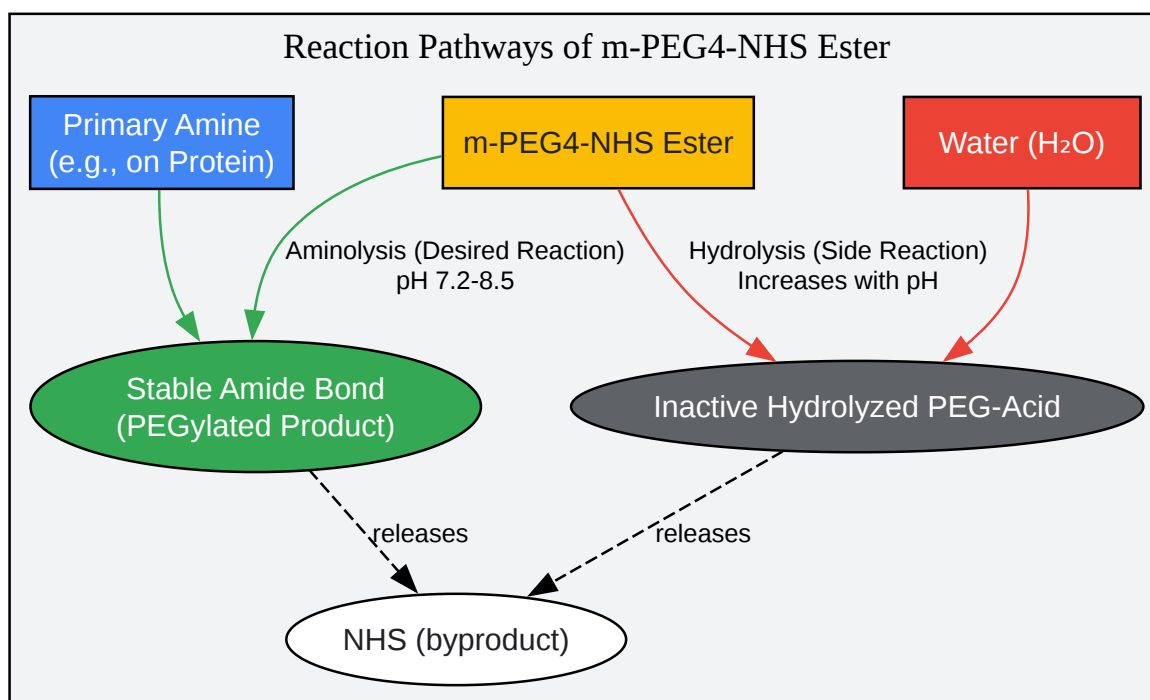 Reaction Pathways of m-PEG4-NHS Ester
Primary Amine
(e.g., on Protein)
m-PEG4-NHS Ester
Water (H₂O)
Aminolysis (Desired Reaction)
pH 7.2-8.5
Hydrolysis (Side Reaction)
Increases with pH
Stable Amide Bond
(PEGylated Product)
Inactive Hydrolyzed PEG-Acid
releases
releases
NHS (byproduct)